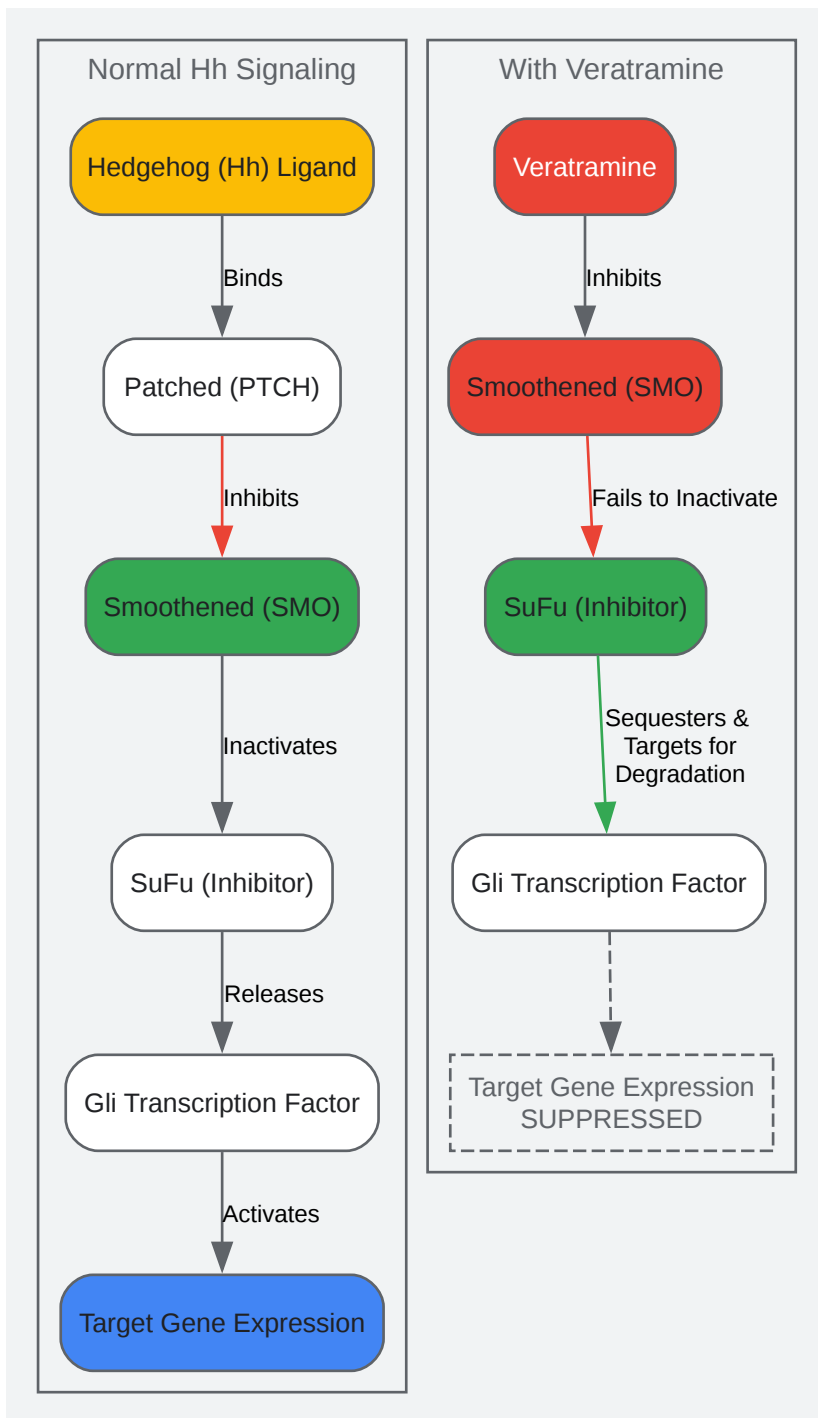 Normal Hh Signaling
Hedgehog (Hh) Ligand
Binds
Patched (PTCH)
Inhibits
Smoothened (SMO)
Inactivates
SuFu (Inhibitor)
Releases
Gli Transcription Factor
Activates
Target Gene Expression
With Veratramine
Veratramine
Inhibits
Smoothened (SMO)
Fails to Inactivate
SuFu (Inhibitor)
Sequesters &
Targets for
Degradation
Gli Transcription Factor
Target Gene Expression
SUPPRESSED